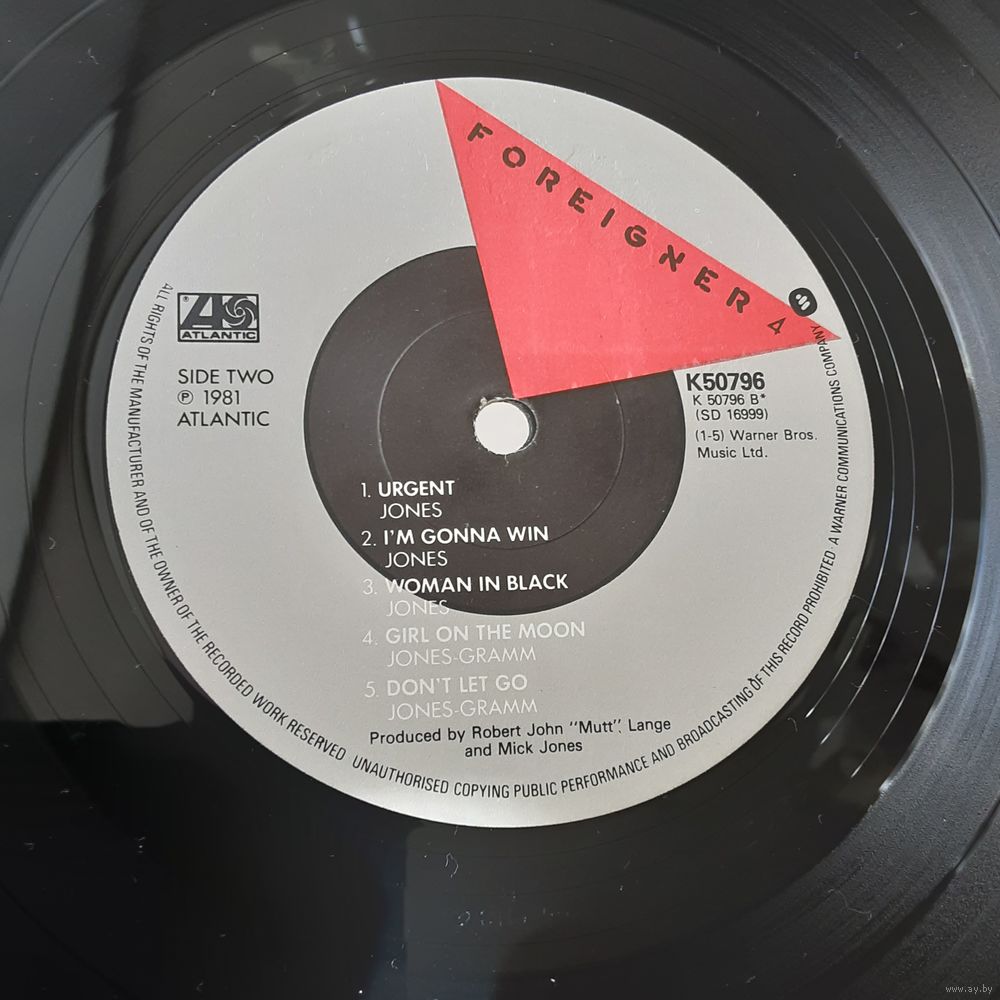 FOREIGNER 4
ATLANTIC
SIDE TWO
℗ 1981
ATLANTIC
K50796
K 50796 B*
(SD 16999)
(1-5) Warner Bros.
Music Ltd.
1. URGENT
JONES
2. I'M GONNA WIN
JONES
3. WOMAN IN BLACK
JONES
4. GIRL ON THE MOON
JONES-GRAMM
5. DON'T LET GO
JONES-GRAMM
Produced by Robert John "Mutt". Lange
and Mick Jones
ALL RIGHTS OF THE MANUFACTURER AND OF THE OWNER OF THE RECORDED WORK RESERVED UNAUTHORISED COPYING PUBLIC PERFORMANCE AND BROADCASTING OF THIS RECORD PROHIBITED · A WARNER COMMUNICATIONS COMPANY
www.ay.by